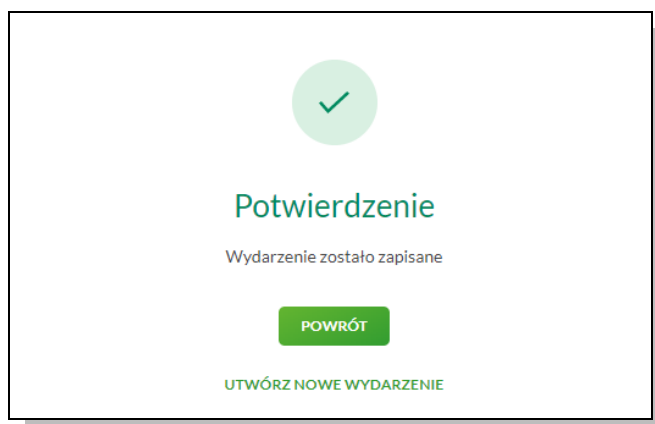 Potwierdzenie
Wydarzenie zostało zapisane
POWRÓT
UTWÓRZ NOWE WYDARZENIE